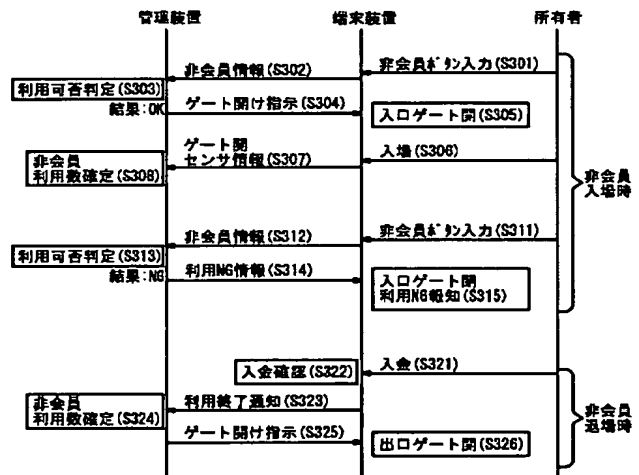 管理装置 端末装置 所有者
非会員情報(S302) 非会員ボタン入力(S301)
利用可否判定(S303)
結果:OK ゲート開け指示(S304) 入口ゲート開(S305)
ゲート開
センサ情報(S307) 入場(S306)
非会員
利用数確定(S308)
非会員
入場時
非会員情報(S312) 非会員ボタン入力(S311)
利用可否判定(S313)
結果:NG 利用NG情報(S314)
入口ゲート閉
利用NG報知(S315)
入金確認(S322) 入金(S321)
利用終了通知(S323)
非会員
利用数確定(S324)
非会員
退場時
ゲート開け指示(S325) 出口ゲート開(S326)